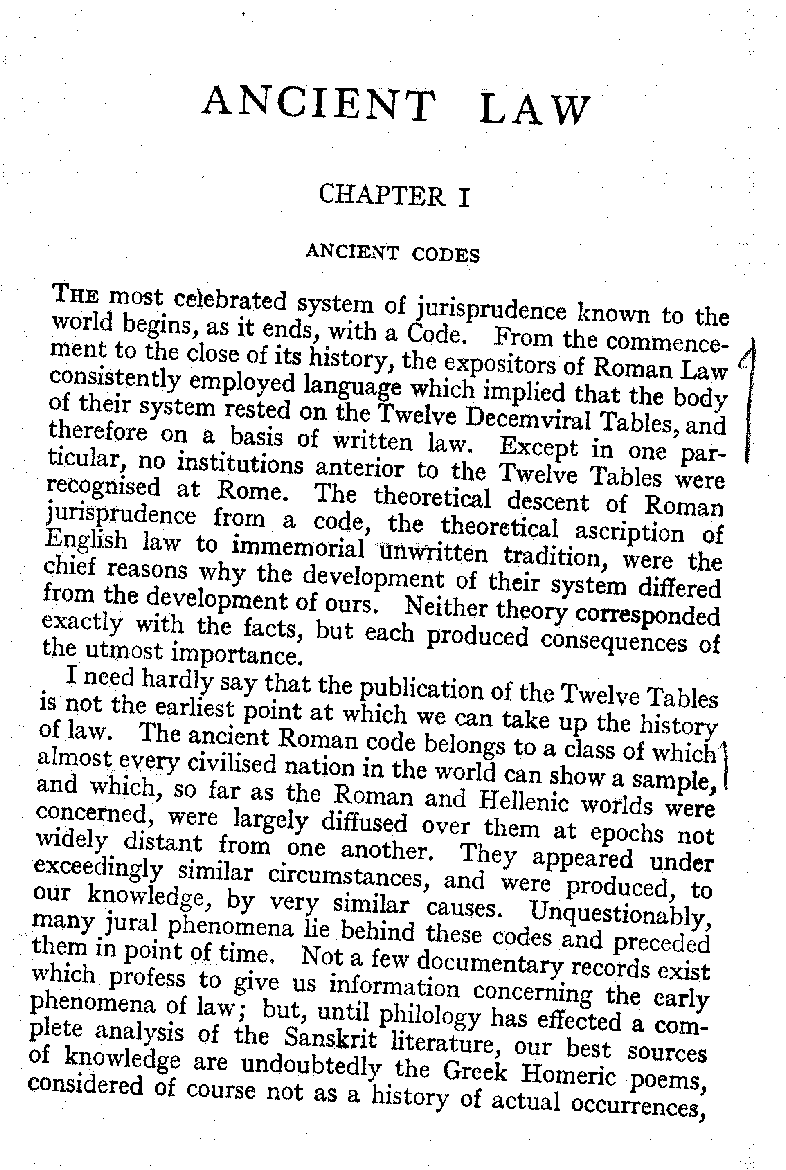 ANCIENT LAW
CHAPTER I
ANCIENT CODES
THE most celebrated system of jurisprudence known to the
world begins, as it ends, with a Code. From the commence-
ment to the close of its history, the expositors of Roman Law
consistently employed language which implied that the body
of their system rested on the Twelve Decemviral Tables, and
therefore on a basis of written law. Except in one par-
ticular, no institutions anterior to the Twelve Tables were
recognised at Rome. The theoretical descent of Roman
jurisprudence from a code, the theoretical ascription of
English law to immemorial unwritten tradition, were the
chief reasons why the development of their system differed
from the development of ours. Neither theory corresponded
exactly with the facts, but each produced consequences of
the utmost importance.
I need hardly say that the publication of the Twelve Tables
is not the earliest point at which we can take up the history
of law. The ancient Roman code belongs to a class of which
almost every civilised nation in the world can show a sample,
and which, so far as the Roman and Hellenic worlds were
concerned, were largely diffused over them at epochs not
widely distant from one another. They appeared under
exceedingly similar circumstances, and were produced, to
our knowledge, by very similar causes. Unquestionably,
many jural phenomena lie behind these codes and preceded
them in point of time. Not a few documentary records exist
which profess to give us information concerning the early
phenomena of law; but, until philology has effected a com-
plete analysis of the Sanskrit literature, our best sources
of knowledge are undoubtedly the Greek Homeric poems,
considered of course not as a history of actual occurrences,